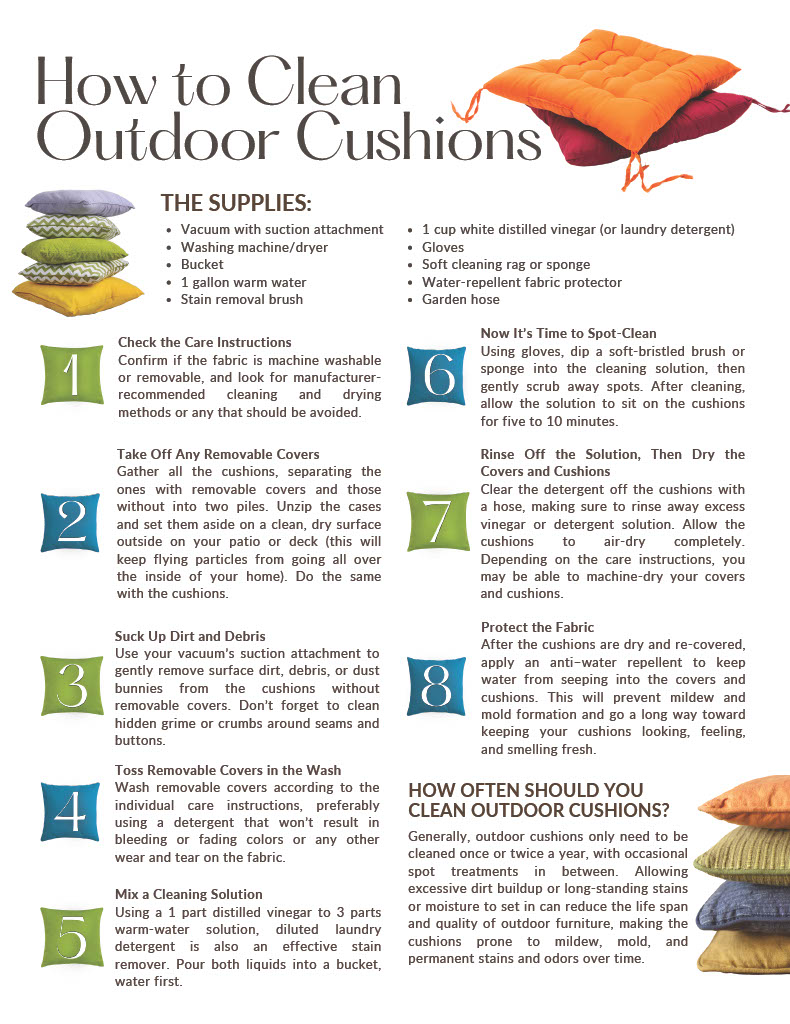 How to Clean
Outdoor Cushions
THE SUPPLIES:
• Vacuum with suction attachment
• Washing machine/dryer
• Bucket
• 1 gallon warm water
• Stain removal brush
• 1 cup white distilled vinegar (or laundry detergent)
• Gloves
• Soft cleaning rag or sponge
• Water-repellent fabric protector
• Garden hose
1
Check the Care Instructions
Confirm if the fabric is machine washable
or removable, and look for manufacturer-
recommended cleaning and drying
methods or any that should be avoided.
2
Take Off Any Removable Covers
Gather all the cushions, separating the
ones with removable covers and those
without into two piles. Unzip the cases
and set them aside on a clean, dry surface
outside on your patio or deck (this will
keep flying particles from going all over
the inside of your home). Do the same
with the cushions.
3
Suck Up Dirt and Debris
Use your vacuum's suction attachment to
gently remove surface dirt, debris, or dust
bunnies from the cushions without
removable covers. Don't forget to clean
hidden grime or crumbs around seams and
buttons.
4
Toss Removable Covers in the Wash
Wash removable covers according to the
individual care instructions, preferably
using a detergent that won't result in
bleeding or fading colors or any other
wear and tear on the fabric.
5
Mix a Cleaning Solution
Using a 1 part distilled vinegar to 3 parts
warm-water solution, diluted laundry
detergent is also an effective stain
remover. Pour both liquids into a bucket,
water first.
6
Now It's Time to Spot-Clean
Using gloves, dip a soft-bristled brush or
sponge into the cleaning solution, then
gently scrub away spots. After cleaning,
allow the solution to sit on the cushions
for five to 10 minutes.
7
Rinse Off the Solution, Then Dry the
Covers and Cushions
Clear the detergent off the cushions with
a hose, making sure to rinse away excess
vinegar or detergent solution. Allow the
cushions to air-dry completely.
Depending on the care instructions, you
may be able to machine-dry your covers
and cushions.
8
Protect the Fabric
After the cushions are dry and re-covered,
apply an anti–water repellent to keep
water from seeping into the covers and
cushions. This will prevent mildew and
mold formation and go a long way toward
keeping your cushions looking, feeling,
and smelling fresh.
HOW OFTEN SHOULD YOU
CLEAN OUTDOOR CUSHIONS?
Generally, outdoor cushions only need to be
cleaned once or twice a year, with occasional
spot treatments in between. Allowing
excessive dirt buildup or long-standing stains
or moisture to set in can reduce the life span
and quality of outdoor furniture, making the
cushions prone to mildew, mold, and
permanent stains and odors over time.